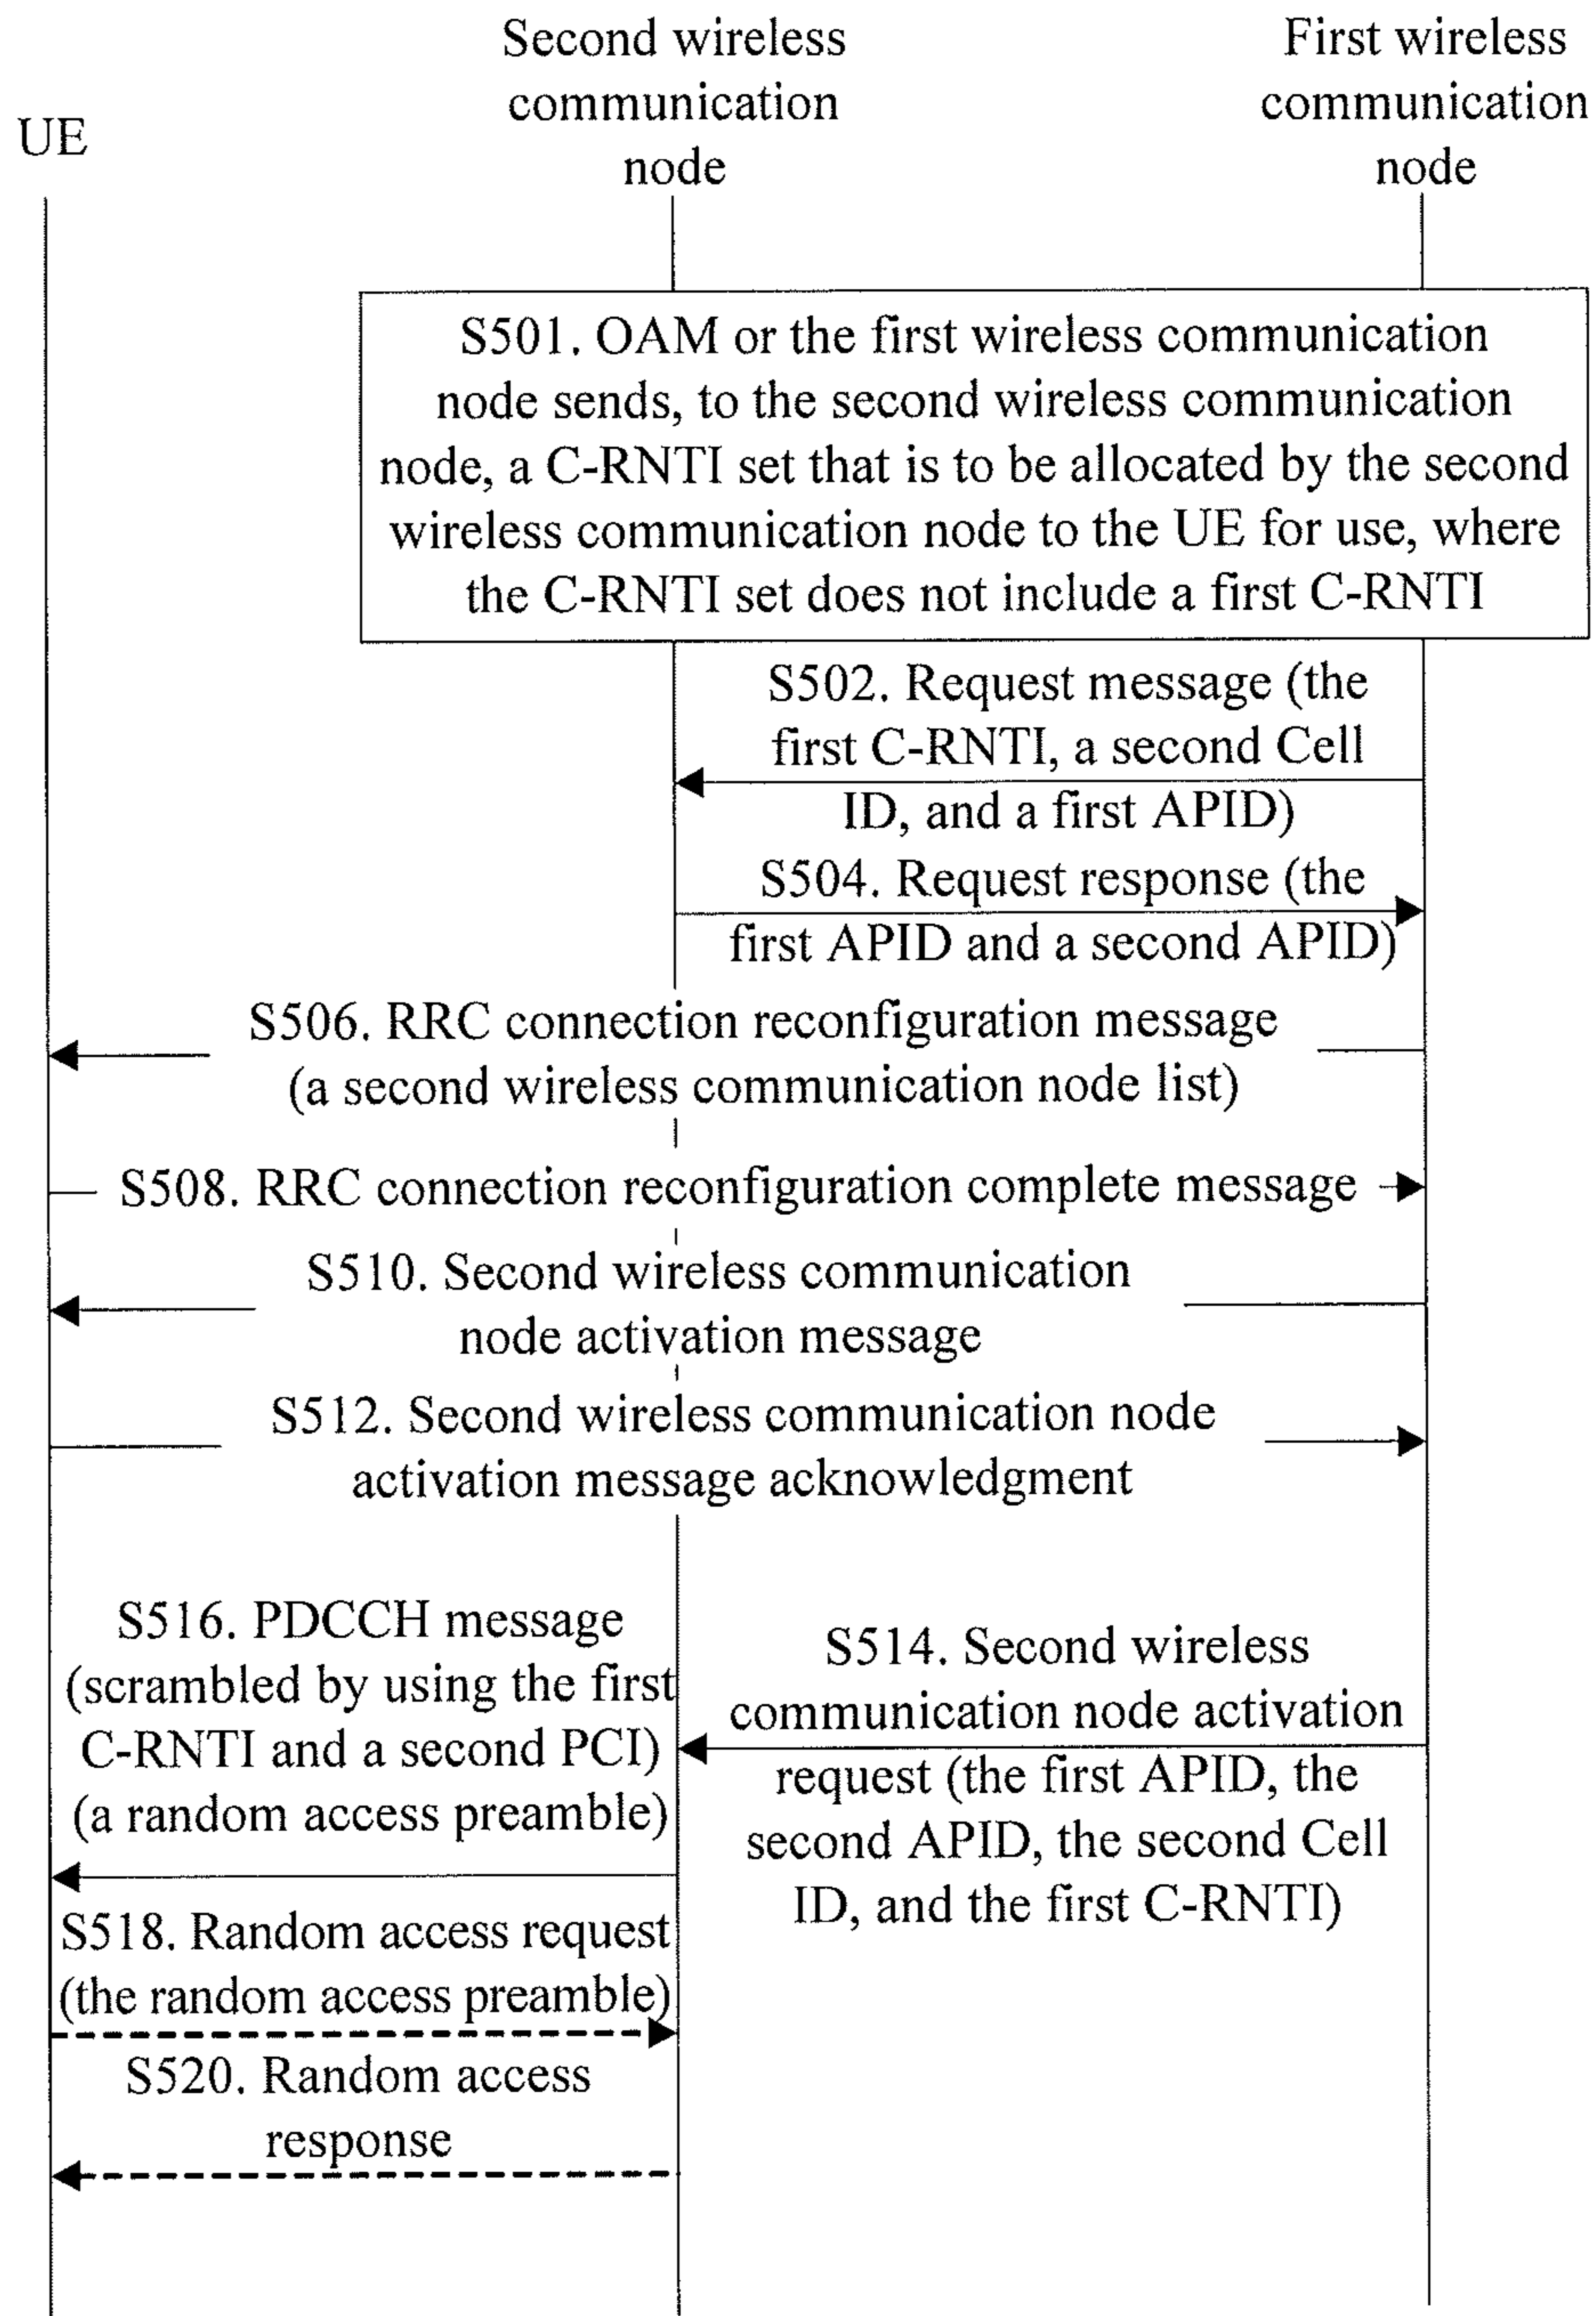 UE
Second wireless
communication
node
First wireless
communication
node
S501. OAM or the first wireless communication
node sends, to the second wireless communication
node, a C-RNTI set that is to be allocated by the second
wireless communication node to the UE for use, where
the C-RNTI set does not include a first C-RNTI
S502. Request message (the
first C-RNTI, a second Cell
ID, and a first APID)
S504. Request response (the
first APID and a second APID)
S506. RRC connection reconfiguration message
(a second wireless communication node list)
S508. RRC connection reconfiguration complete message
S510. Second wireless communication
node activation message
S512. Second wireless communication node
activation message acknowledgment
S514. Second wireless
communication node activation
request (the first APID, the
second APID, the second Cell
ID, and the first C-RNTI)
S516. PDCCH message
(scrambled by using the first
C-RNTI and a second PCI)
(a random access preamble)
S518. Random access request
(the random access preamble)
S520. Random access
response